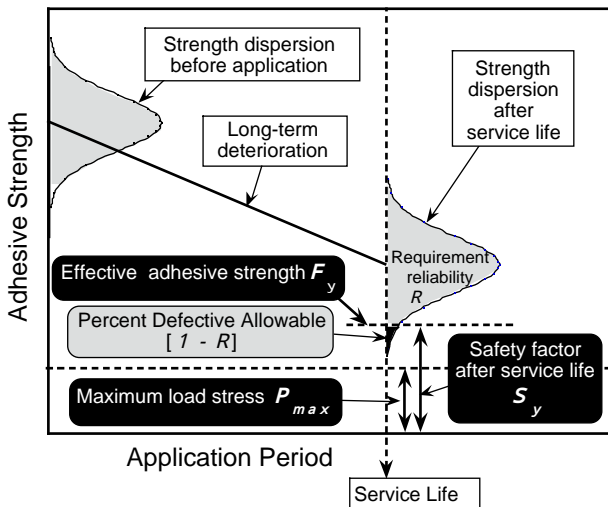 Adhesive Strength
Strength dispersion
before application
Strength
dispersion
after
service life
Long-term
deterioration
Requirement
reliability
R
Effective adhesive strength F y
Percent Defective Allowable
[ 1 - R]
Safety factor
after service life
S y
Maximum load stress P max
Application Period
Service Life